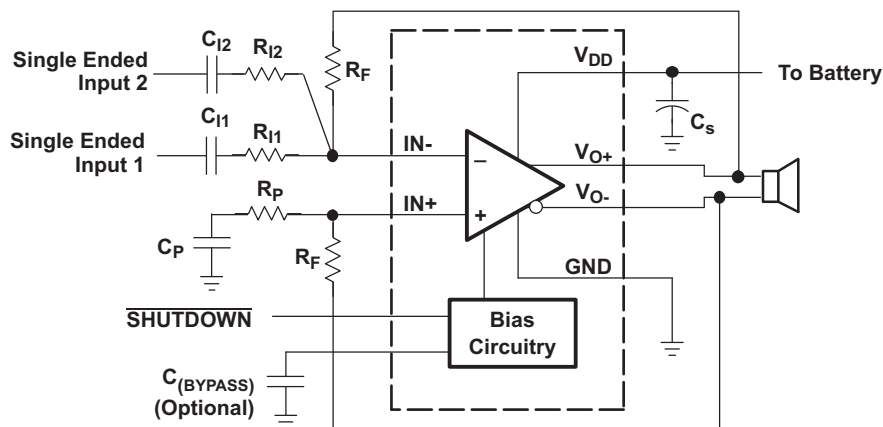 Single Ended
Input 2
C_I2
R_I2
R_F
V_DD
To Battery
C_s
Single Ended
Input 1
C_I1
R_I1
IN-
−
V_O+
V_O-
R_P
IN+
+
C_P
R_F
GND
SHUTDOWN
Bias
Circuitry
C_(BYPASS)
(Optional)